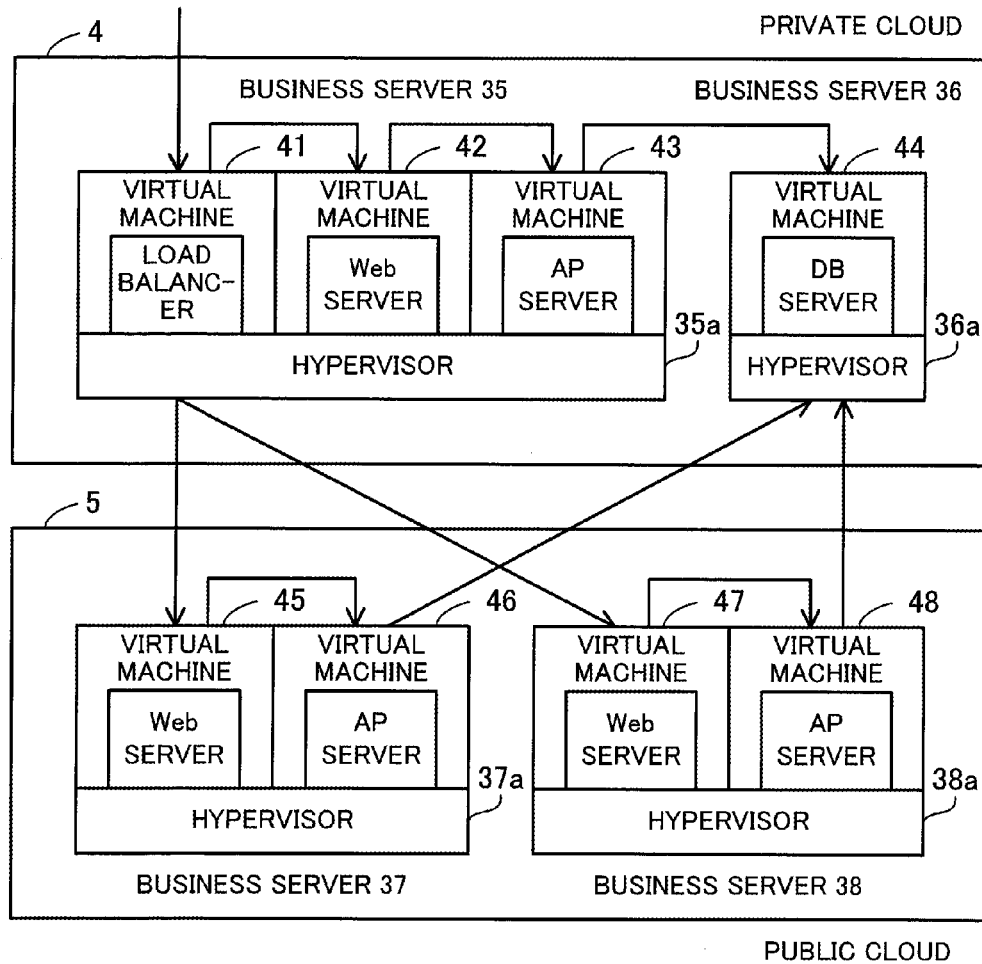 4
PRIVATE CLOUD
BUSINESS SERVER 35
BUSINESS SERVER 36
41
42
43
44
VIRTUAL
MACHINE
LOAD
BALANC-
ER
VIRTUAL
MACHINE
Web
SERVER
VIRTUAL
MACHINE
AP
SERVER
VIRTUAL
MACHINE
DB
SERVER
35a
36a
HYPERVISOR
HYPERVISOR
5
45
46
47
48
VIRTUAL
MACHINE
Web
SERVER
VIRTUAL
MACHINE
AP
SERVER
VIRTUAL
MACHINE
Web
SERVER
VIRTUAL
MACHINE
AP
SERVER
37a
38a
HYPERVISOR
HYPERVISOR
BUSINESS SERVER 37
BUSINESS SERVER 38
PUBLIC CLOUD